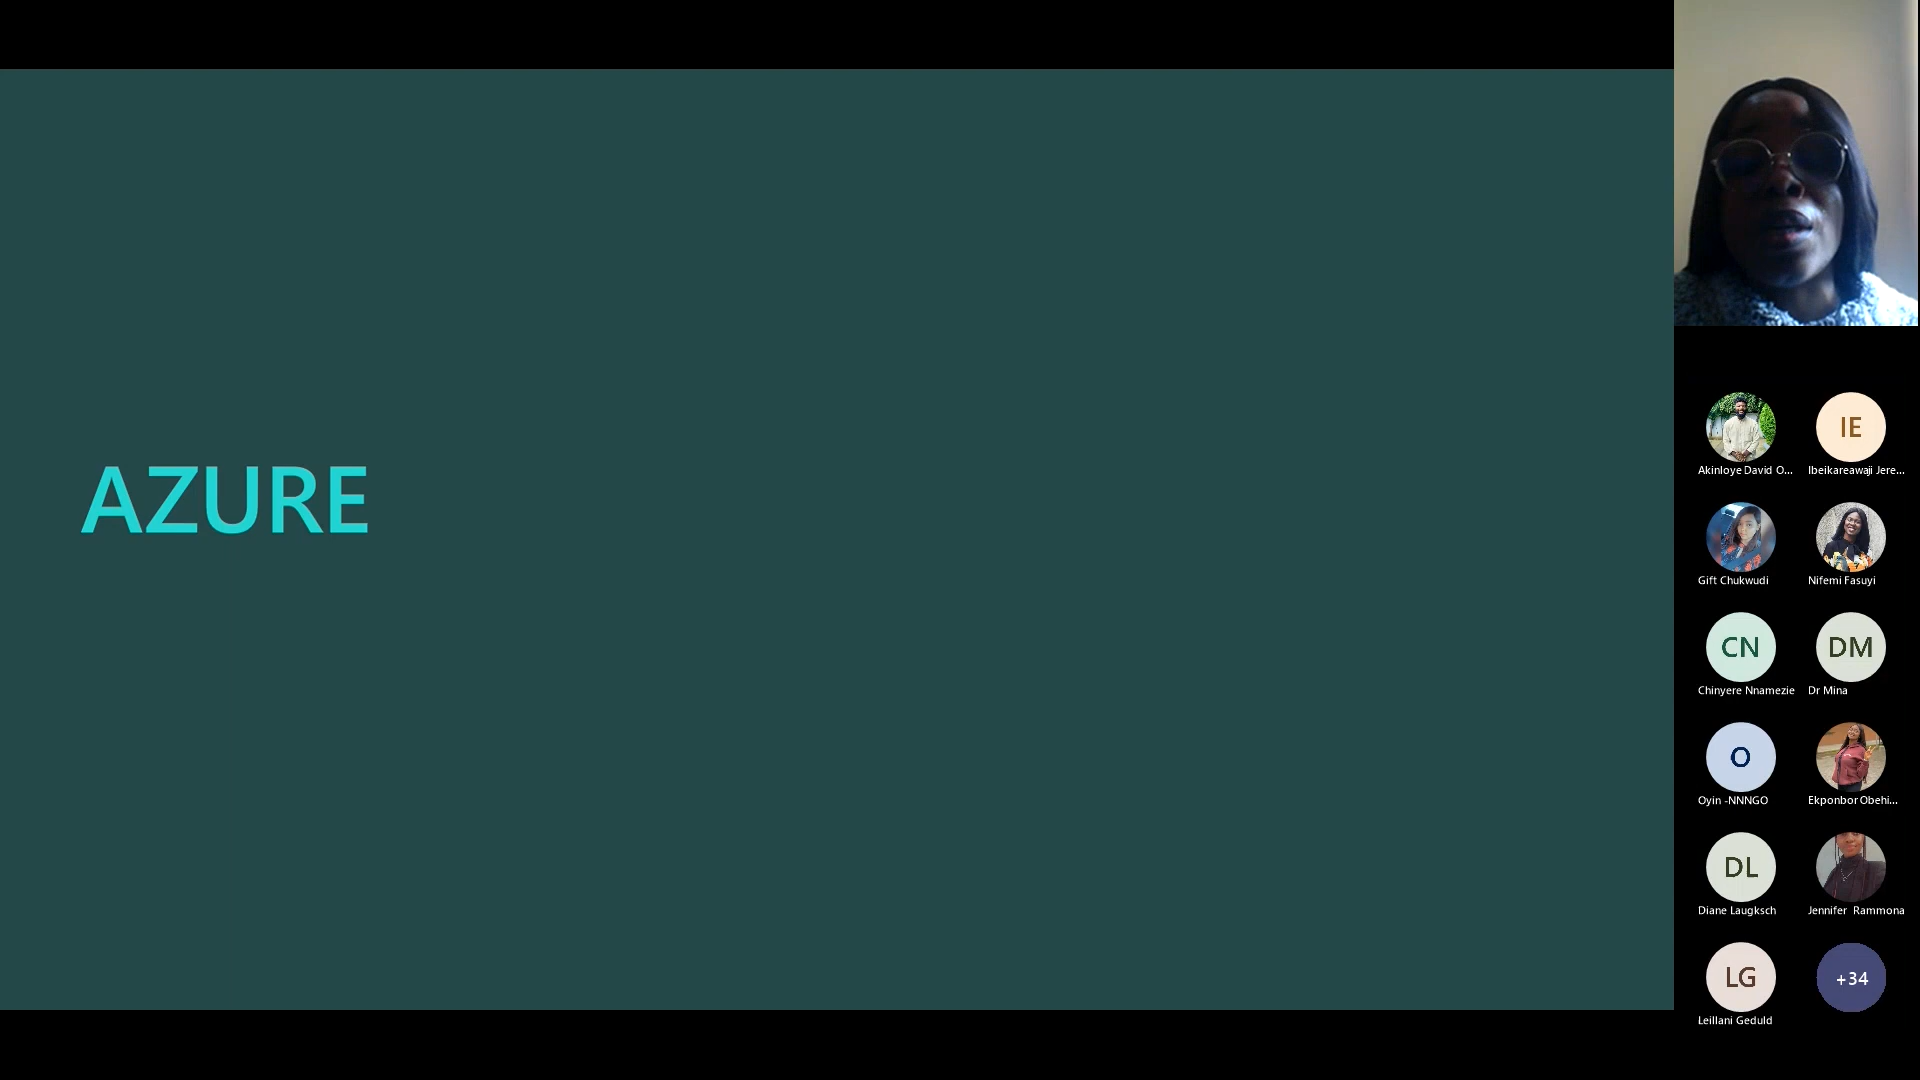 AZURE
IE
Akinloye David O...
Ibeikareawaji Jere...
Gift Chukwudi
Nifemi Fasuyi
CN
DM
Chinyere Nnamezie
Dr Mina
O
Oyin -NNNGO
Ekponbor Obehi...
DL
Diane Laugksch
Jennifer Rammona
LG
+34
Leillani Geduld